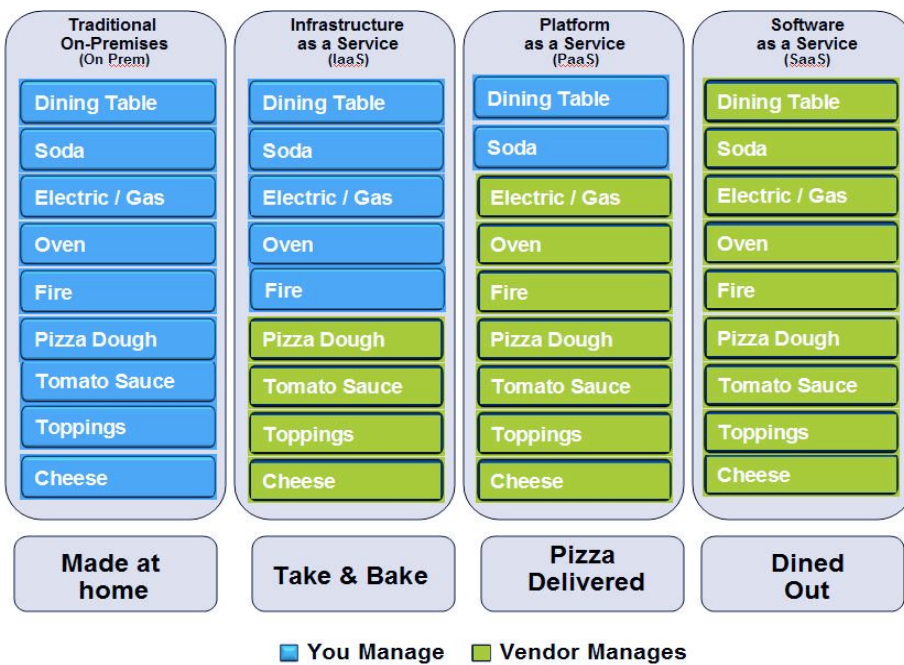 Traditional
On-Premises
(On Prem)
Dining Table
Soda
Electric / Gas
Oven
Fire
Pizza Dough
Tomato Sauce
Toppings
Cheese
Made at
home
Infrastructure
as a Service
(IaaS)
Dining Table
Soda
Electric / Gas
Oven
Fire
Pizza Dough
Tomato Sauce
Toppings
Cheese
Take & Bake
Platform
as a Service
(PaaS)
Dining Table
Soda
Electric / Gas
Oven
Fire
Pizza Dough
Tomato Sauce
Toppings
Cheese
Pizza
Delivered
Software
as a Service
(SaaS)
Dining Table
Soda
Electric / Gas
Oven
Fire
Pizza Dough
Tomato Sauce
Toppings
Cheese
Dined
Out
You Manage
Vendor Manages